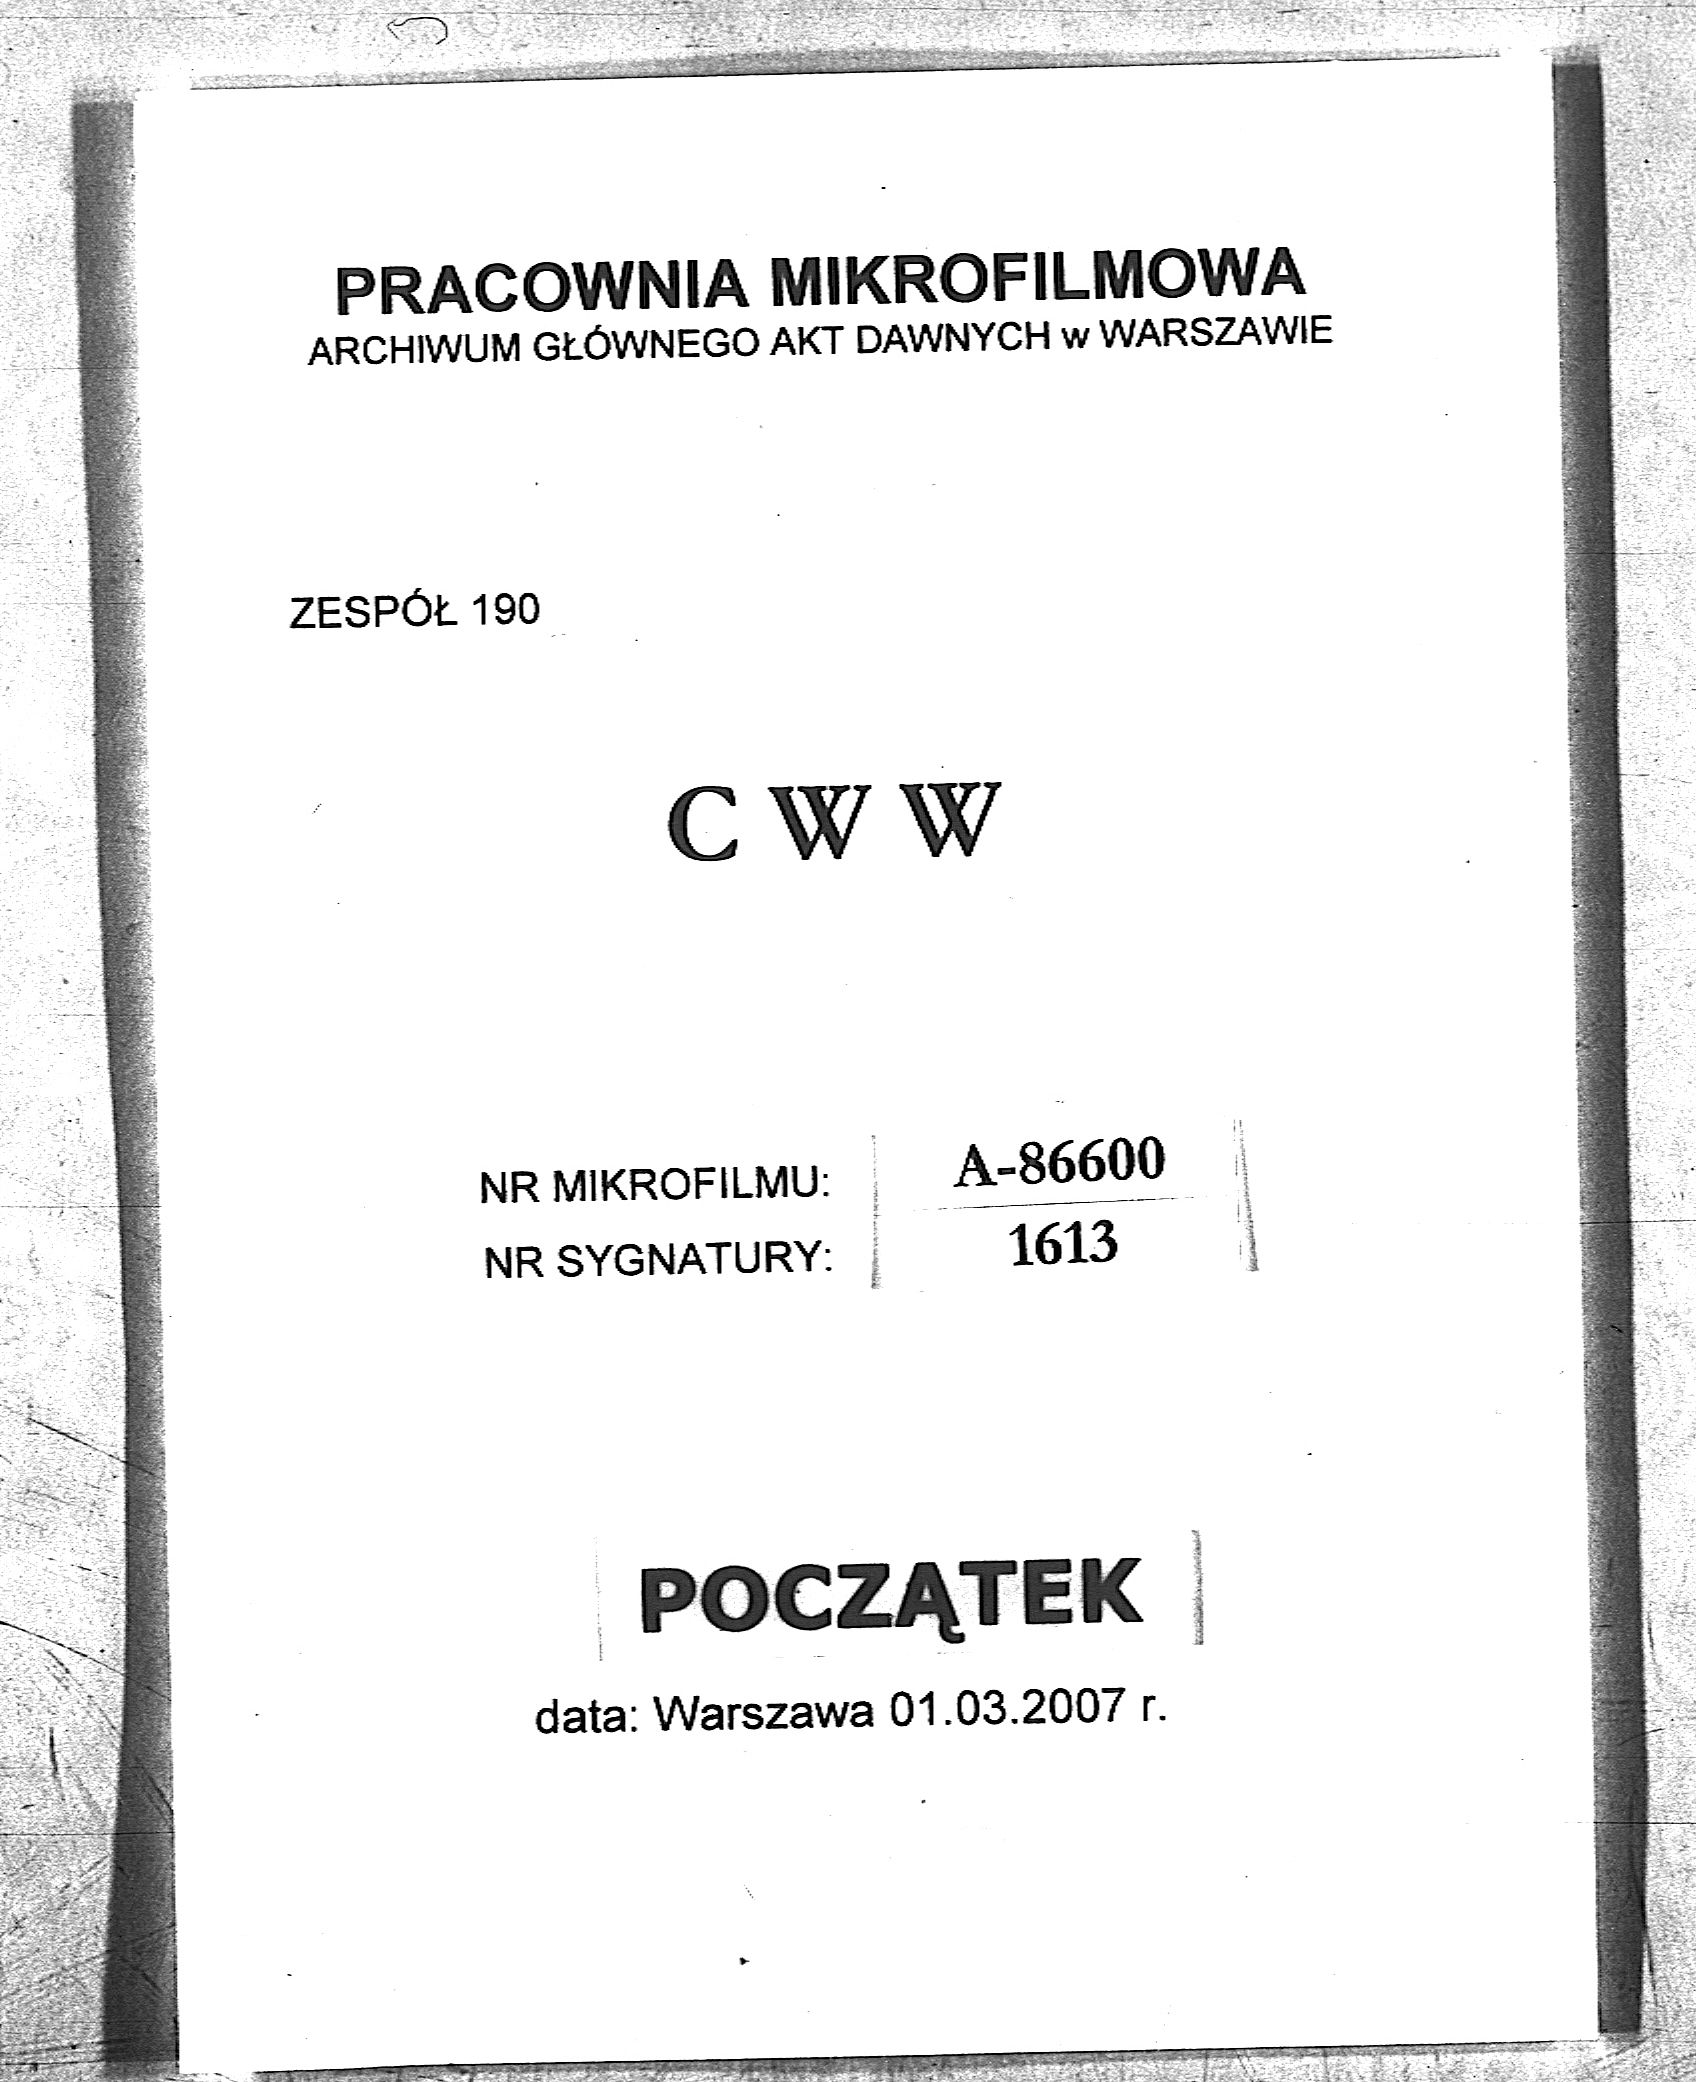 PRACOWNIA MIKROFILMOWA
ARCHIWUM GŁÓWNEGO AKT DAWNYCH w WARSZAWIE
ZESPÓŁ 190
C W W
NR MIKROFILMU: A-86600
NR SYGNATURY: 1613
POCZĄTEK
data: Warszawa 01.03.2007 r.